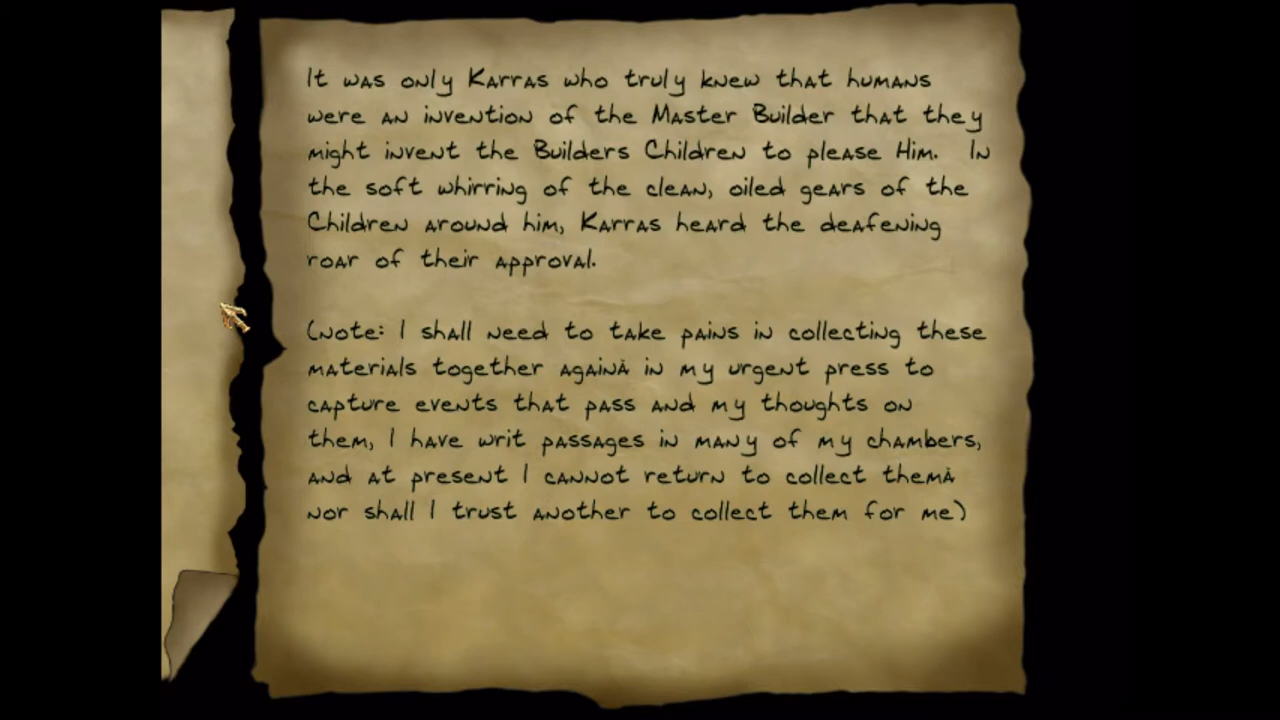 It was only Karras who truly knew that humans
were an invention of the Master Builder that they
might invent the Builders Children to please Him. In
the soft whirring of the clean, oiled gears of the
Children around him, Karras heard the deafening
roar of their approval.
(Note: I shall need to take pains in collecting these
materials together againà in my urgent press to
capture events that pass and my thoughts on
them, I have writ passages in many of my chambers,
and at present I cannot return to collect themà
nor shall I trust another to collect them for me)